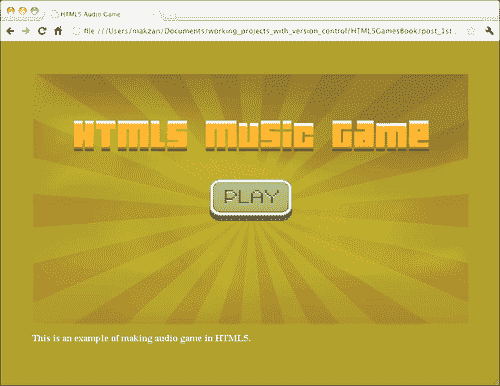 HTML5 Audio Game
file:///Users/makzan/Documents/working_projects_with_version_control/HTML5GamesBook/post_1st
HTML5 Music Game
PLAY
This is an example of making audio game in HTML5.